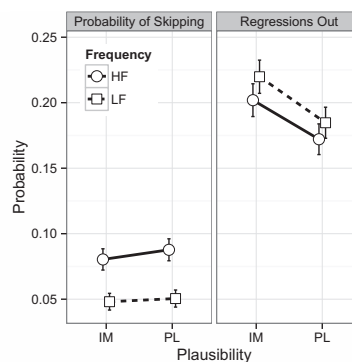 Probability of Skipping
Regressions Out
0.25
0.20
0.15
0.10
0.05
Probability
Frequency
HF
LF
IM
PL
IM
PL
Plausibility